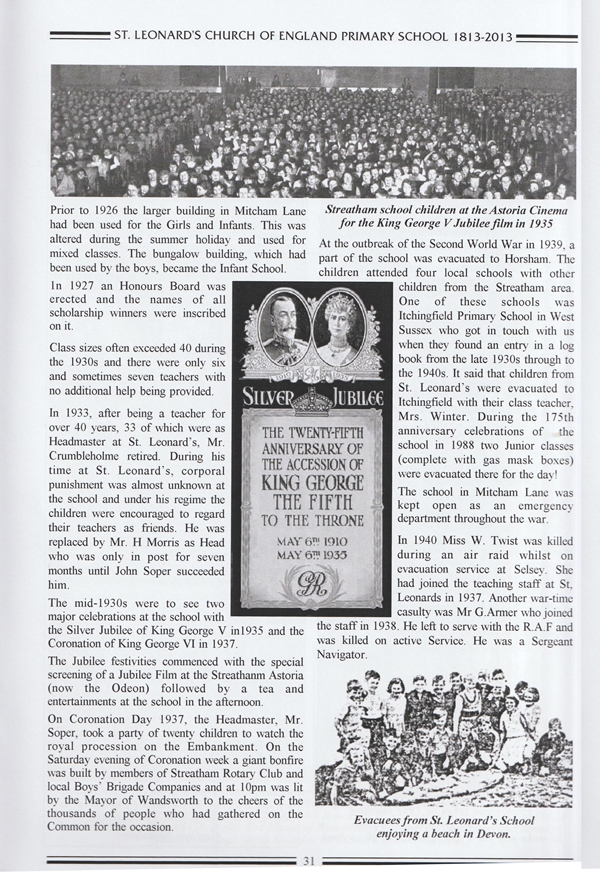 ST. LEONARD'S CHURCH OF ENGLAND PRIMARY SCHOOL 1813-2013
Prior to 1926 the larger building in Mitcham Lane
had been used for the Girls and Infants. This was
altered during the summer holiday and used for
mixed classes. The bungalow building, which had
been used by the boys, became the Infant School.
In 1927 an Honours Board was
erected and the names of all
scholarship winners were inscribed
on it.
Class sizes often exceeded 40 during
the 1930s and there were only six
and sometimes seven teachers with
no additional help being provided.
In 1933, after being a teacher for
over 40 years, 33 of which were as
Headmaster at St. Leonard's, Mr.
Crumbleholme retired. During his
time at St. Leonard's, corporal
punishment was almost unknown at
the school and under his regime the
children were encouraged to regard
their teachers as friends. He was
replaced by Mr. H Morris as Head
who was only in post for seven
months until John Soper succeeded
him.
The mid-1930s were to see two
major celebrations at the school with
the Silver Jubilee of King George V in1935 and the
Coronation of King George VI in 1937.
The Jubilee festivities commenced with the special
screening of a Jubilee Film at the Streathanm Astoria
(now the Odeon) followed by a tea and
entertainments at the school in the afternoon.
On Coronation Day 1937, the Headmaster, Mr.
Soper, took a party of twenty children to watch the
royal procession on the Embankment. On the
Saturday evening of Coronation week a giant bonfire
was built by members of Streatham Rotary Club and
local Boys' Brigade Companies and at 10pm was lit
by the Mayor of Wandsworth to the cheers of the
thousands of people who had gathered on the
Common for the occasion.
SILVER JUBILEE
THE TWENTY-FIFTH
ANNIVERSARY OF
THE ACCESSION OF
KING GEORGE
THE FIFTH
TO THE THRONE
MAY 6TH 1910
MAY 6TH 1935
GR
Streatham school children at the Astoria Cinema
for the King George V Jubilee film in 1935
At the outbreak of the Second World War in 1939, a
part of the school was evacuated to Horsham. The
children attended four local schools with other
children from the Streatham area.
One of these schools was
Itchingfield Primary School in West
Sussex who got in touch with us
when they found an entry in a log
book from the late 1930s through to
the 1940s. It said that children from
St. Leonard's were evacuated to
Itchingfield with their class teacher,
Mrs. Winter. During the 175th
anniversary celebrations of the
school in 1988 two Junior classes
(complete with gas mask boxes)
were evacuated there for the day!
The school in Mitcham Lane was
kept open as an emergency
department throughout the war.
In 1940 Miss W. Twist was killed
during an air raid whilst on
evacuation service at Selsey. She
had joined the teaching staff at St,
Leonards in 1937. Another war-time
casulty was Mr G.Armer who joined
the staff in 1938. He left to serve with the R.A.F and
was killed on active Service. He was a Sergeant
Navigator.
Evacuees from St. Leonard's School
enjoying a beach in Devon.
31